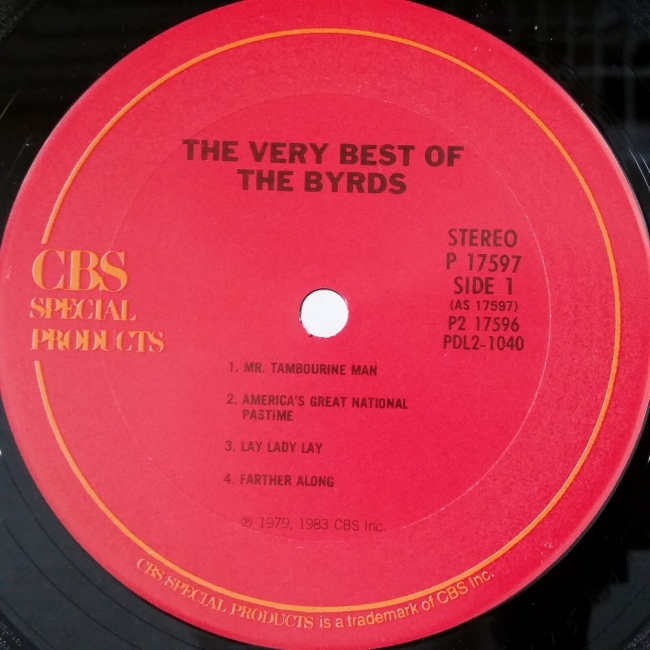 THE VERY BEST OF
THE BYRDS
CBS
SPECIAL
PRODUCTS
STEREO
P 17597
SIDE 1
(AS 17597)
P2 17596
PDL2-1040
1. MR. TAMBOURINE MAN
2. AMERICA'S GREAT NATIONAL
PASTIME
3. LAY LADY LAY
4. FARTHER ALONG
℗ 1979, 1983 CBS Inc.
CBS SPECIAL PRODUCTS is a trademark of CBS Inc.